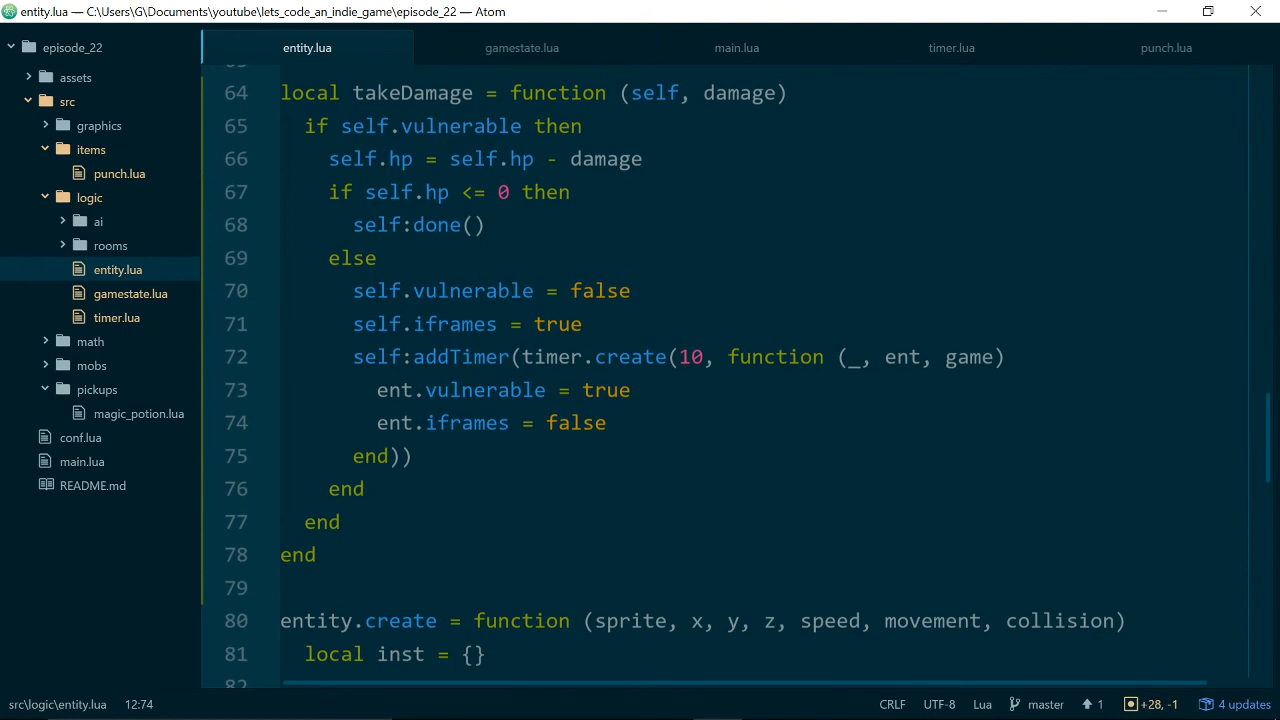 entity.lua — C:\Users\G\Documents\youtube\lets_code_an_indie_game\episode_22 — Atom
episode_22
assets
src
graphics
items
punch.lua
logic
ai
rooms
entity.lua
gamestate.lua
timer.lua
math
mobs
pickups
magic_potion.lua
conf.lua
main.lua
README.md
entity.lua gamestate.lua main.lua timer.lua punch.lua
64 local takeDamage = function (self, damage)
65 if self.vulnerable then
66 self.hp = self.hp - damage
67 if self.hp <= 0 then
68 self:done()
69 else
70 self.vulnerable = false
71 self.iframes = true
72 self:addTimer(timer.create(10, function (_, ent, game)
73 ent.vulnerable = true
74 ent.iframes = false
75 end))
76 end
77 end
78 end
79
80 entity.create = function (sprite, x, y, z, speed, movement, collision)
81 local inst = {}
82
src\logic\entity.lua 12:74 CRLF UTF-8 Lua master 1 +28, -1 4 updates